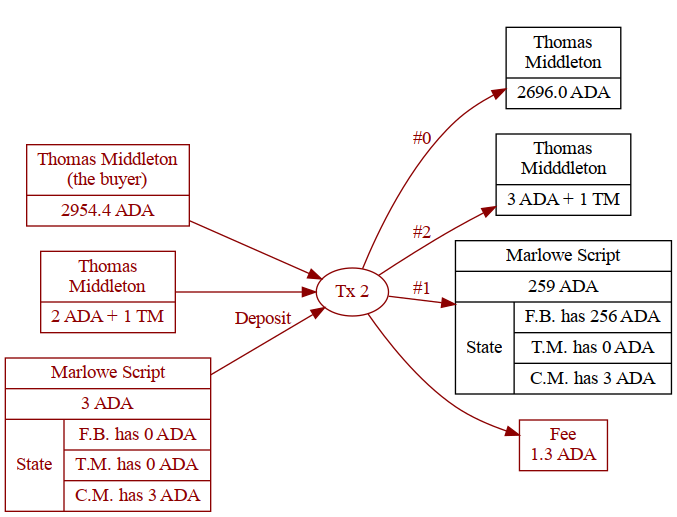 Thomas Middleton
(the buyer)
2954.4 ADA
Thomas
Middleton
2 ADA + 1 TM
Marlowe Script
3 ADA
State
F.B. has 0 ADA
T.M. has 0 ADA
C.M. has 3 ADA
Deposit
Tx 2
#0
#2
#1
Thomas
Middleton
2696.0 ADA
Thomas
Midddleton
3 ADA + 1 TM
Marlowe Script
259 ADA
State
F.B. has 256 ADA
T.M. has 0 ADA
C.M. has 3 ADA
Fee
1.3 ADA